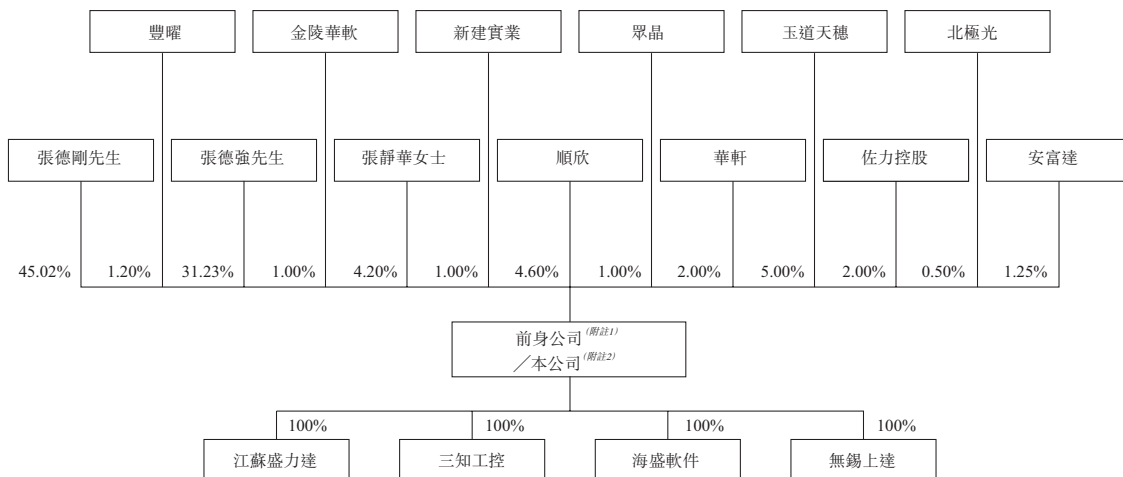 豐曜
金陵華軟
新建實業
眾晶
玉道天穗
北極光
張德剛先生
張德強先生
張靜華女士
順欣
華軒
佐力控股
安富達
45.02%
1.20%
31.23%
1.00%
4.20%
1.00%
4.60%
1.00%
2.00%
5.00%
2.00%
0.50%
1.25%
前身公司(附註1)
／本公司(附註2)
100%
100%
100%
100%
江蘇盛力達
三知工控
海盛軟件
無錫上達